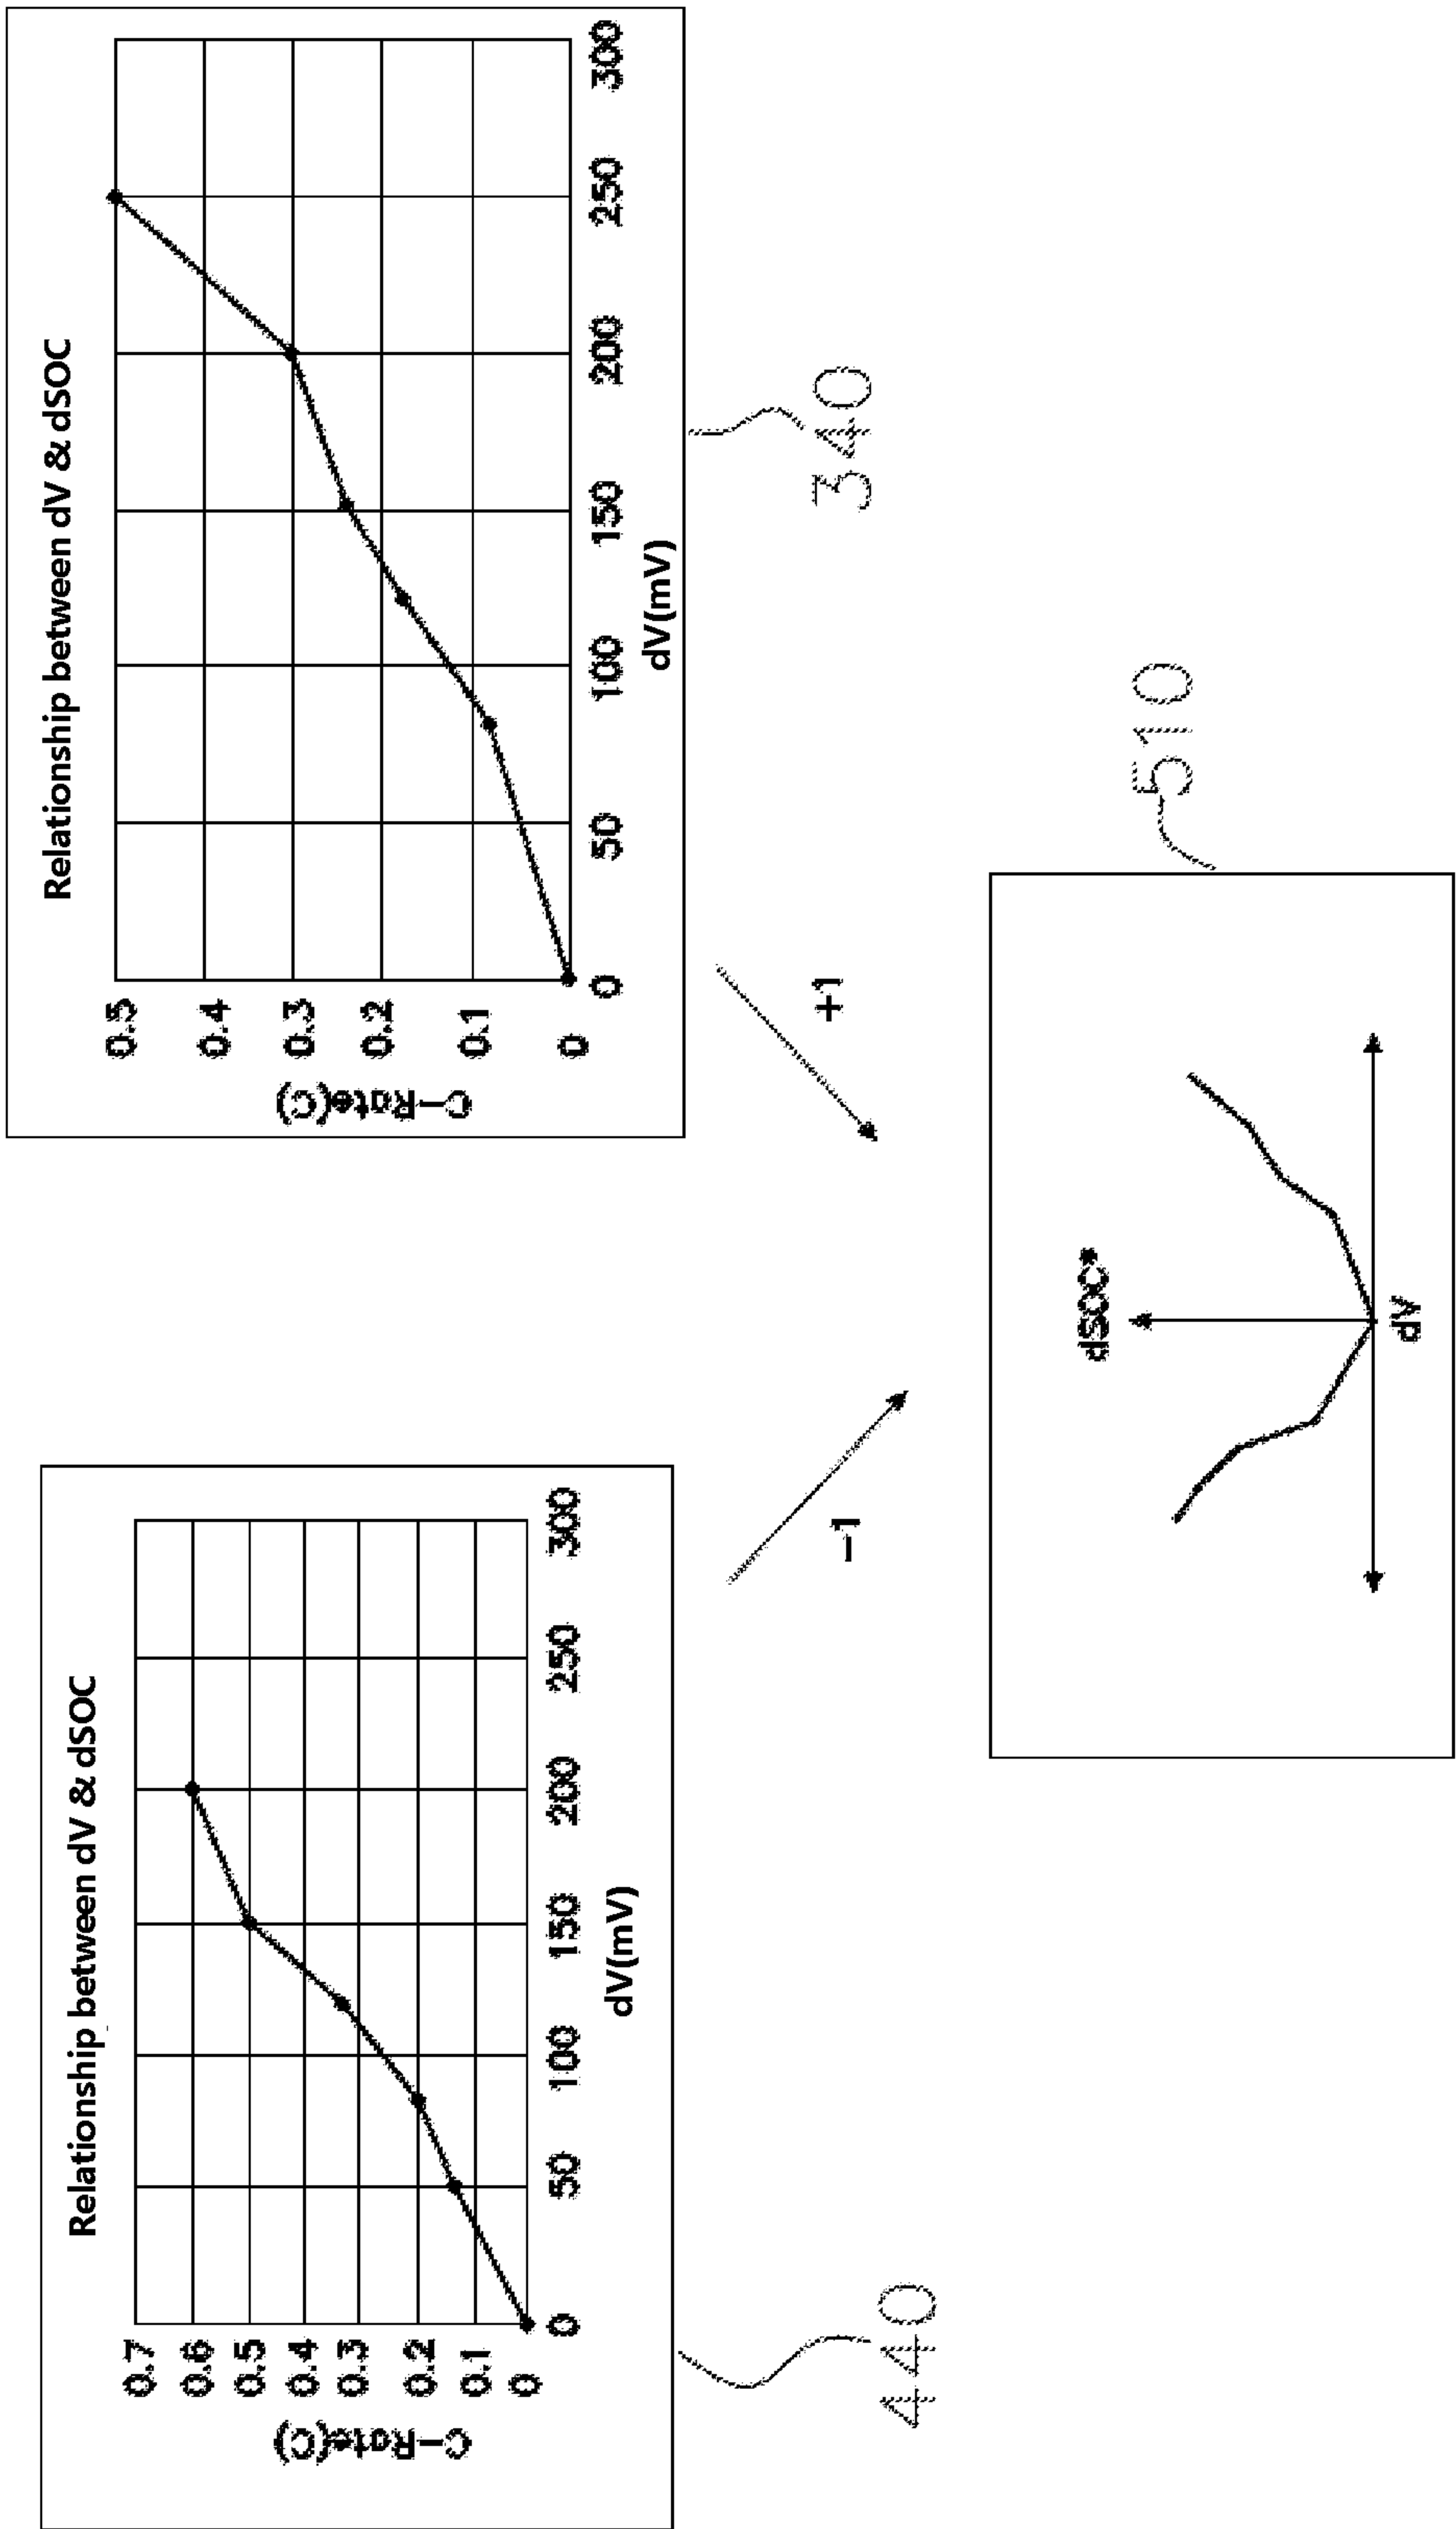 Relationship between dV & dSOC
C-Rate(C)
0.7
0.6
0.5
0.4
0.3
0.2
0.1
0
0 50 100 150 200 250 300
dV(mV)
440
Relationship between dV & dSOC
C-Rate(C)
0.5
0.4
0.3
0.2
0.1
0
0 50 100 150 200 250 300
dV(mV)
340
-1
+1
dSOC*
dV
510